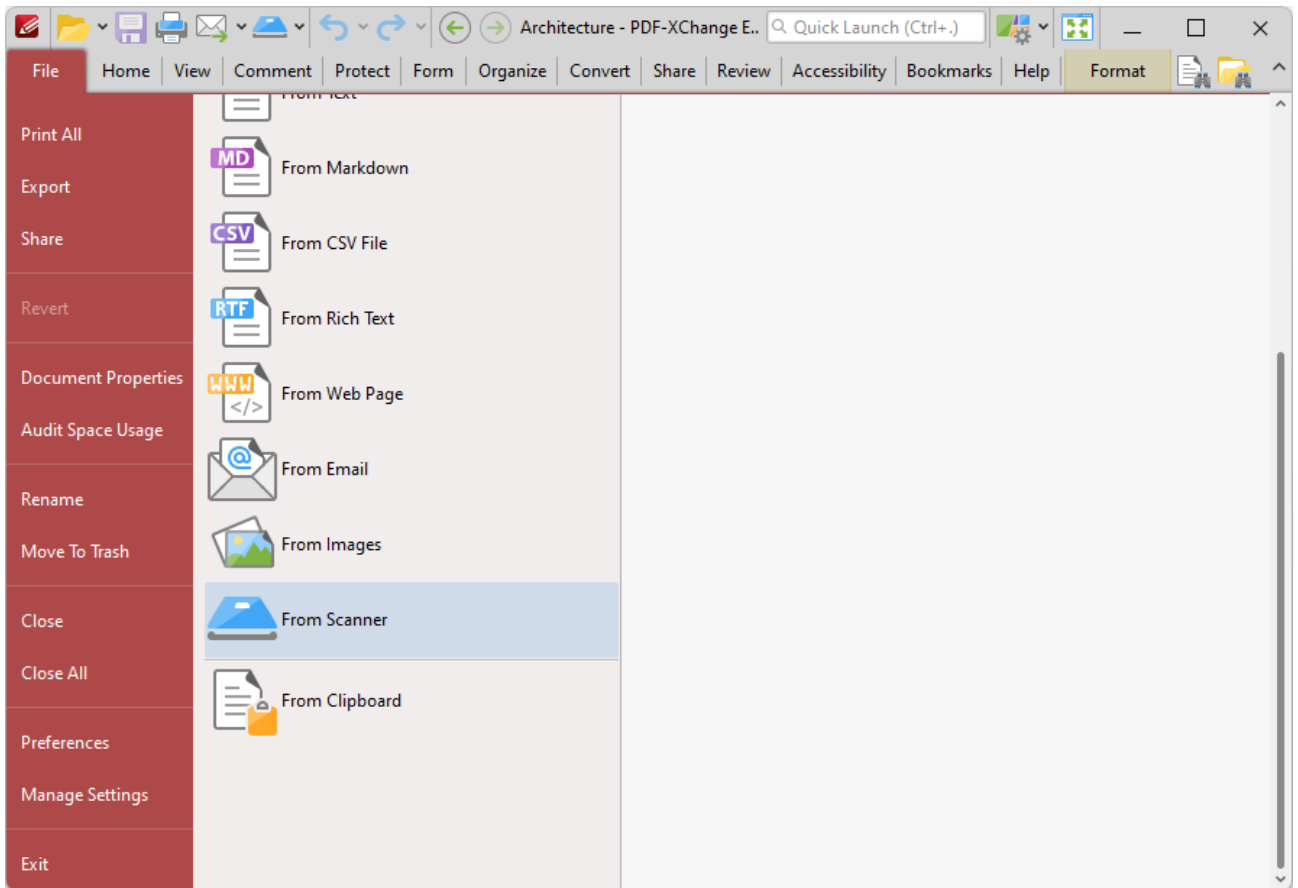 Architecture - PDF-XChange E..
Quick Launch (Ctrl+.)
File Home View Comment Protect Form Organize Convert Share Review Accessibility Bookmarks Help Format
Print All
Export
Share
Revert
Document Properties
Audit Space Usage
Rename
Move To Trash
Close
Close All
Preferences
Manage Settings
Exit
From Text
MD From Markdown
CSV From CSV File
RTF From Rich Text
WWW </> From Web Page
@ From Email
From Images
From Scanner
From Clipboard